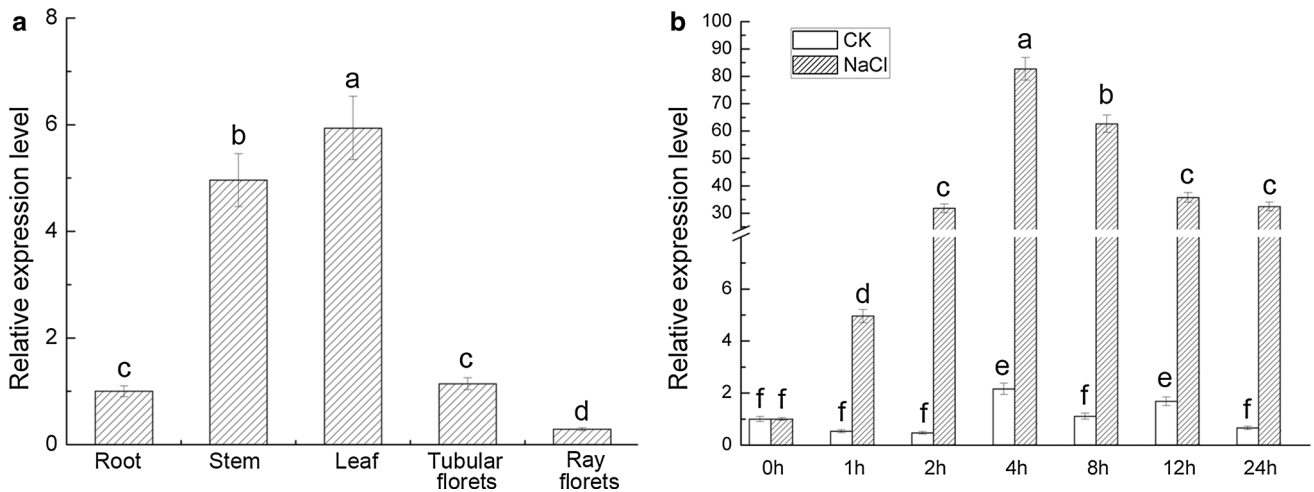 a
Relative expression level
8
6
4
2
0
c
b
a
c
d
Root
Stem
Leaf
Tubular
florets
Ray
florets
b
Relative expression level
100
90
80
70
60
50
40
30
6
4
2
0
CK
NaCl
f
f
f
d
f
c
e
a
f
b
e
c
f
c
0h
1h
2h
4h
8h
12h
24h